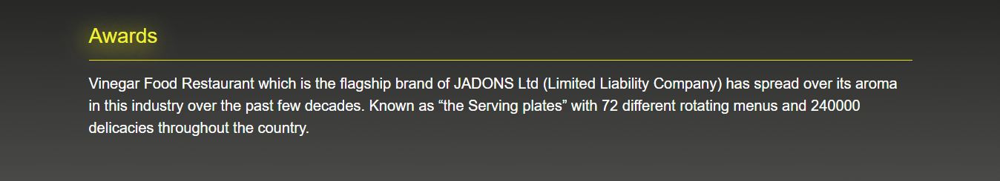 Awards
Vinegar Food Restaurant which is the flagship brand of JADONS Ltd (Limited Liability Company) has spread over its aroma
in this industry over the past few decades. Known as “the Serving plates” with 72 different rotating menus and 240000
delicacies throughout the country.